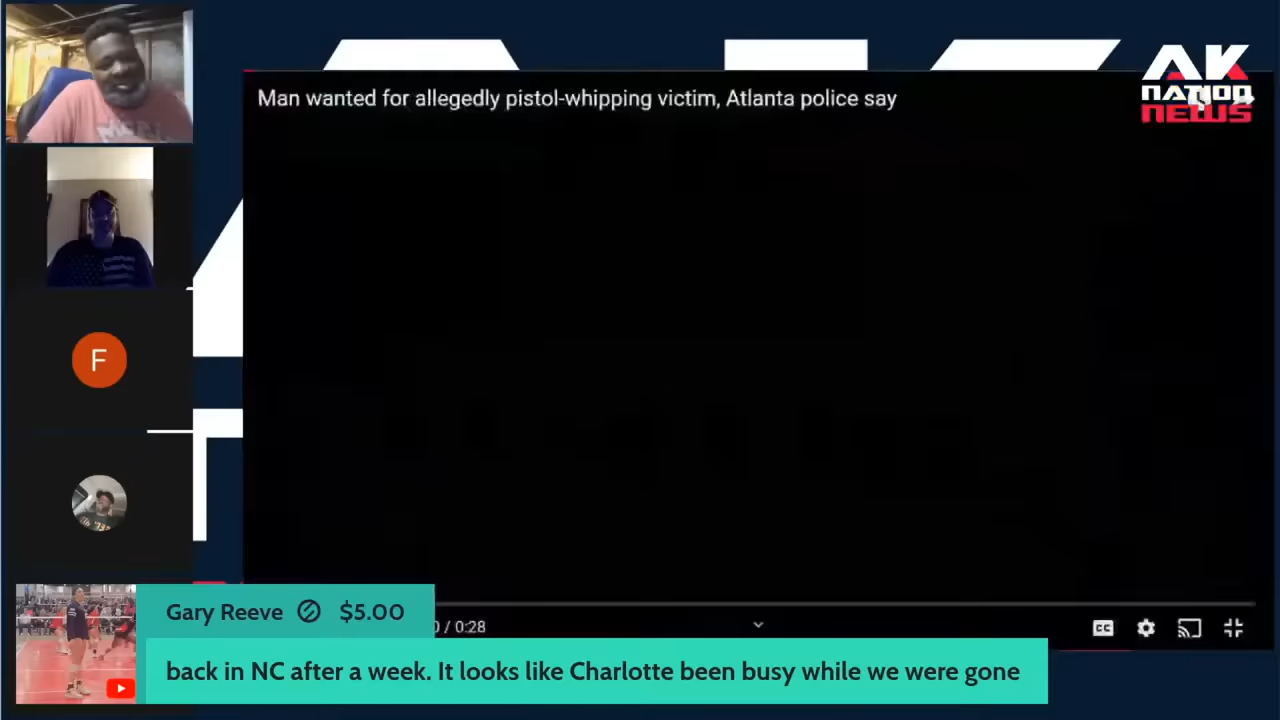 Man wanted for allegedly pistol-whipping victim, Atlanta police say
AK
NATION
NEWS
F
Gary Reeve $5.00
/ 0:28
CC
back in NC after a week. It looks like Charlotte been busy while we were gone